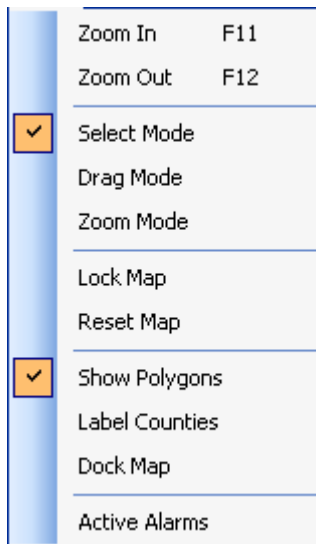 Zoom In F11
Zoom Out F12
Select Mode
Drag Mode
Zoom Mode
Lock Map
Reset Map
Show Polygons
Label Counties
Dock Map
Active Alarms